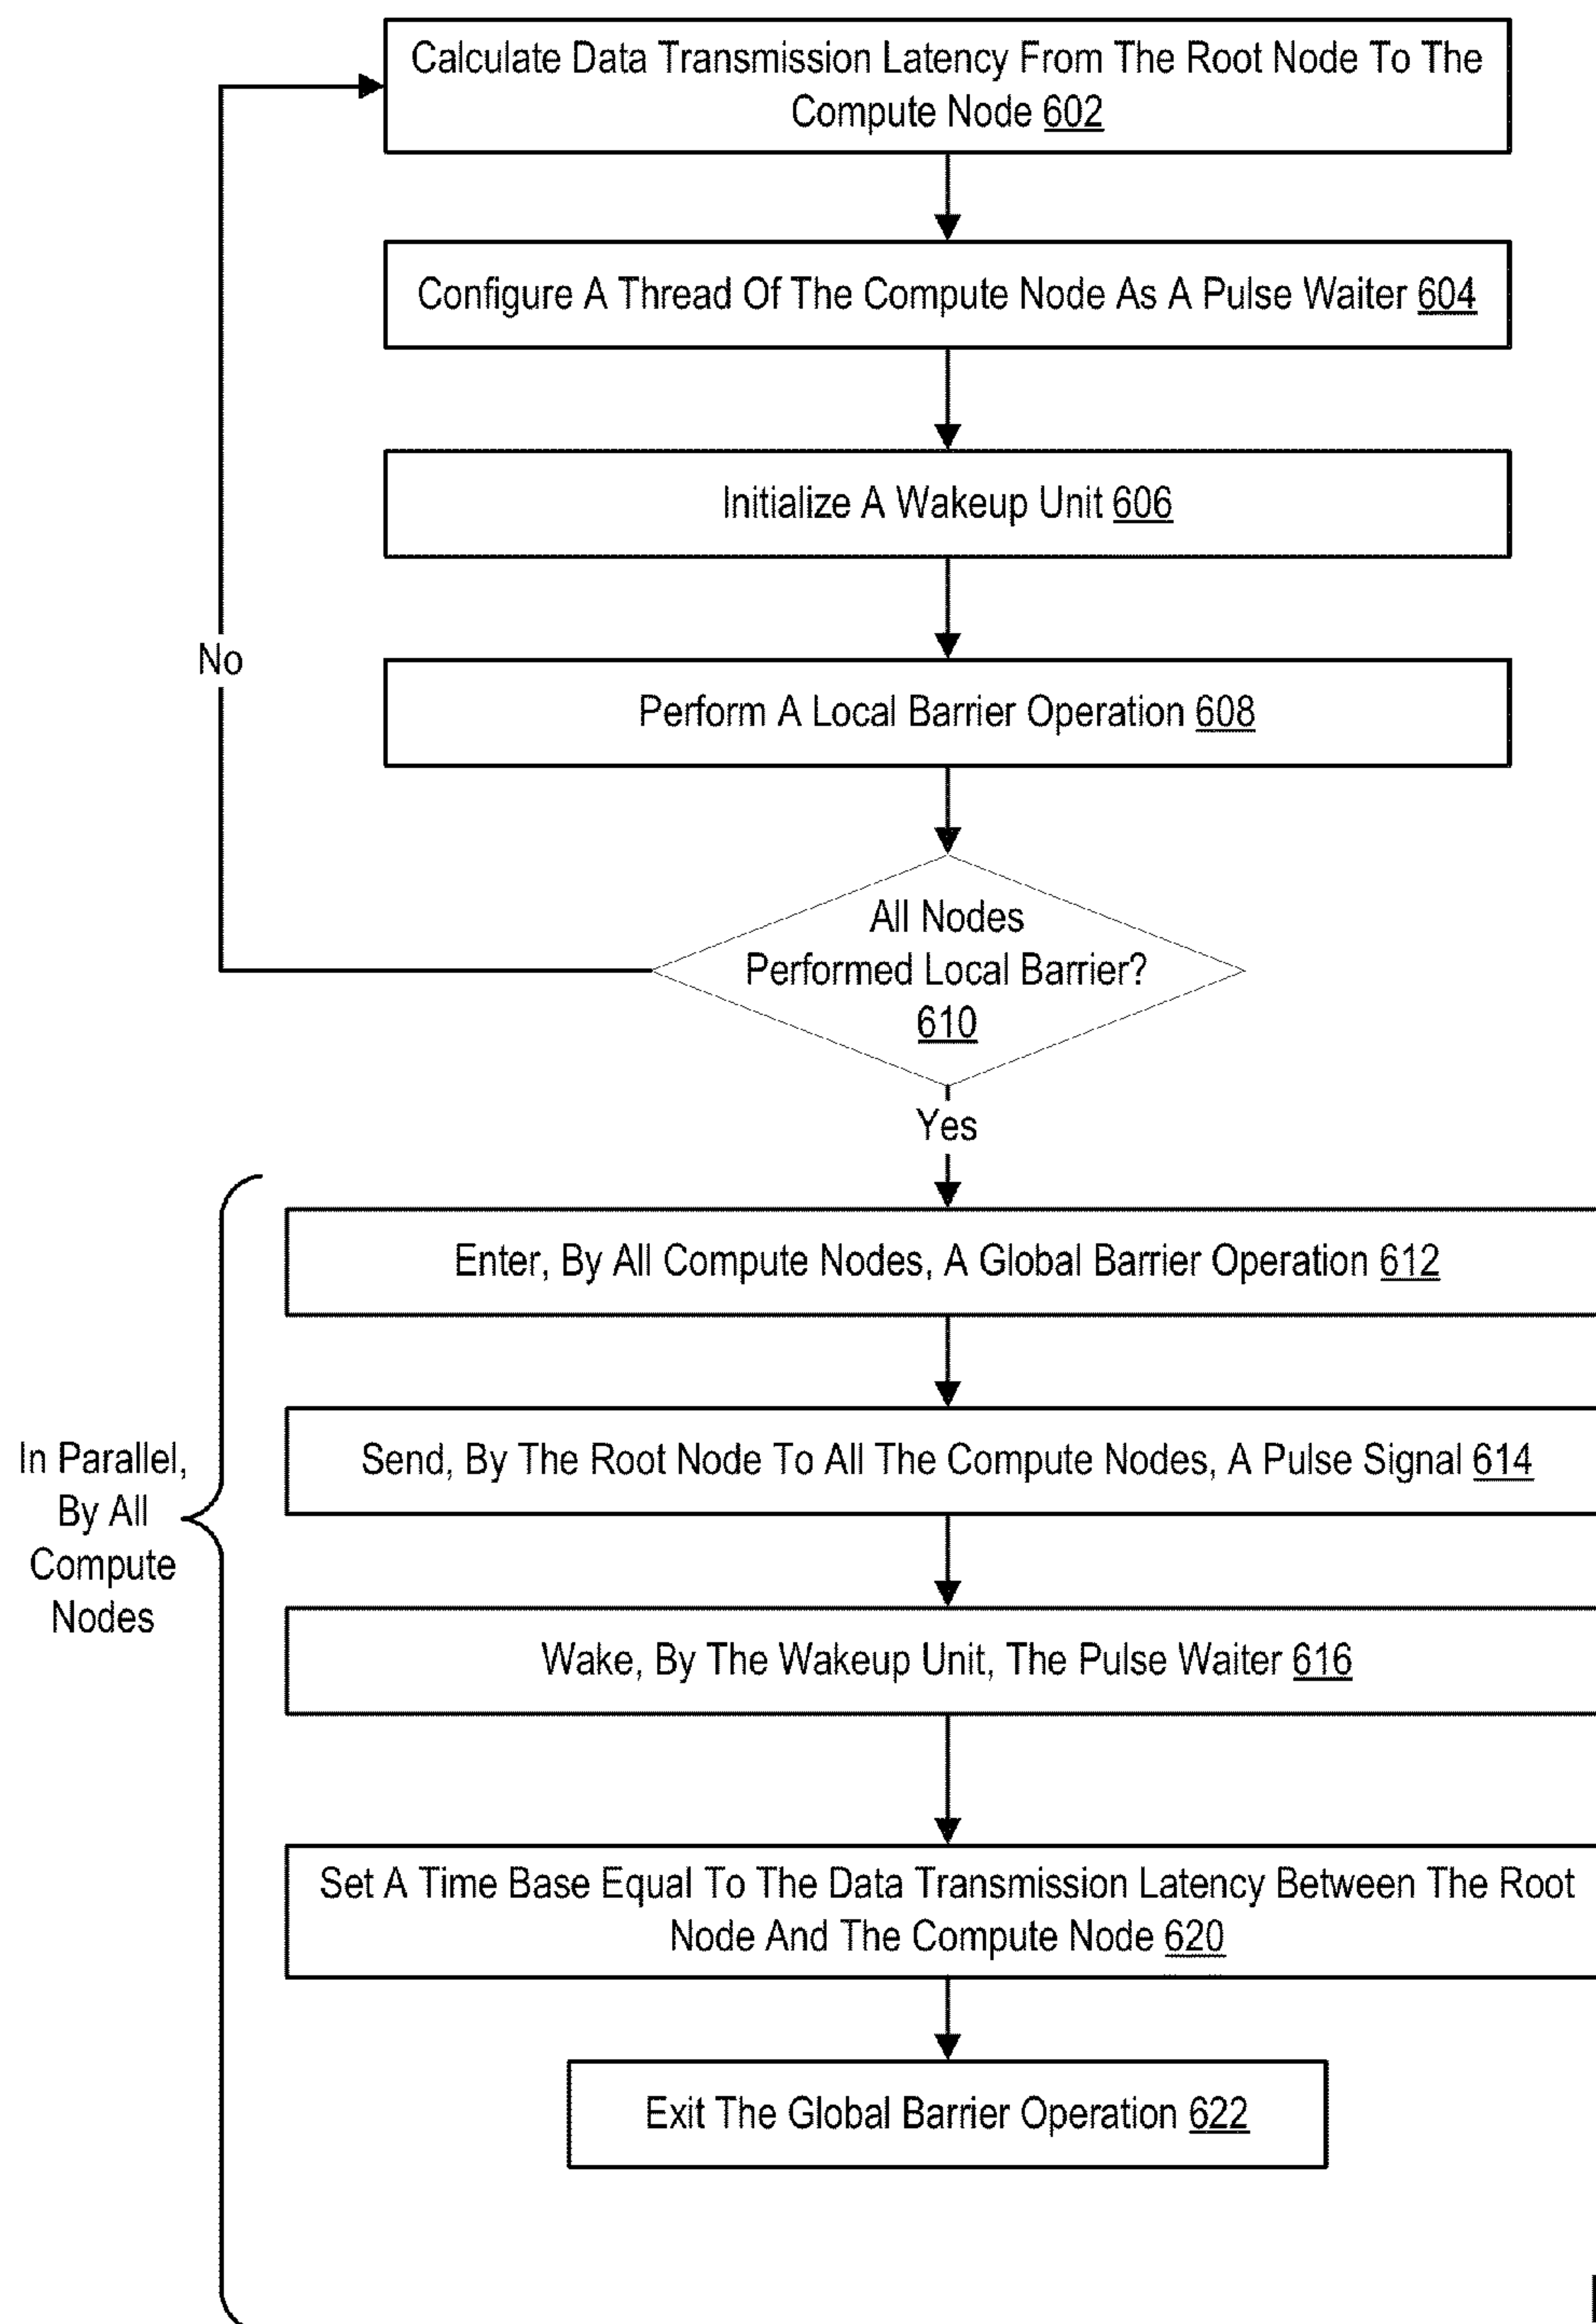 Calculate Data Transmission Latency From The Root Node To The
Compute Node 602
Configure A Thread Of The Compute Node As A Pulse Waiter 604
Initialize A Wakeup Unit 606
No
Perform A Local Barrier Operation 608
All Nodes
Performed Local Barrier?
610
Yes
Enter, By All Compute Nodes, A Global Barrier Operation 612
In Parallel,
By All
Compute
Nodes
Send, By The Root Node To All The Compute Nodes, A Pulse Signal 614
Wake, By The Wakeup Unit, The Pulse Waiter 616
Set A Time Base Equal To The Data Transmission Latency Between The Root
Node And The Compute Node 620
Exit The Global Barrier Operation 622